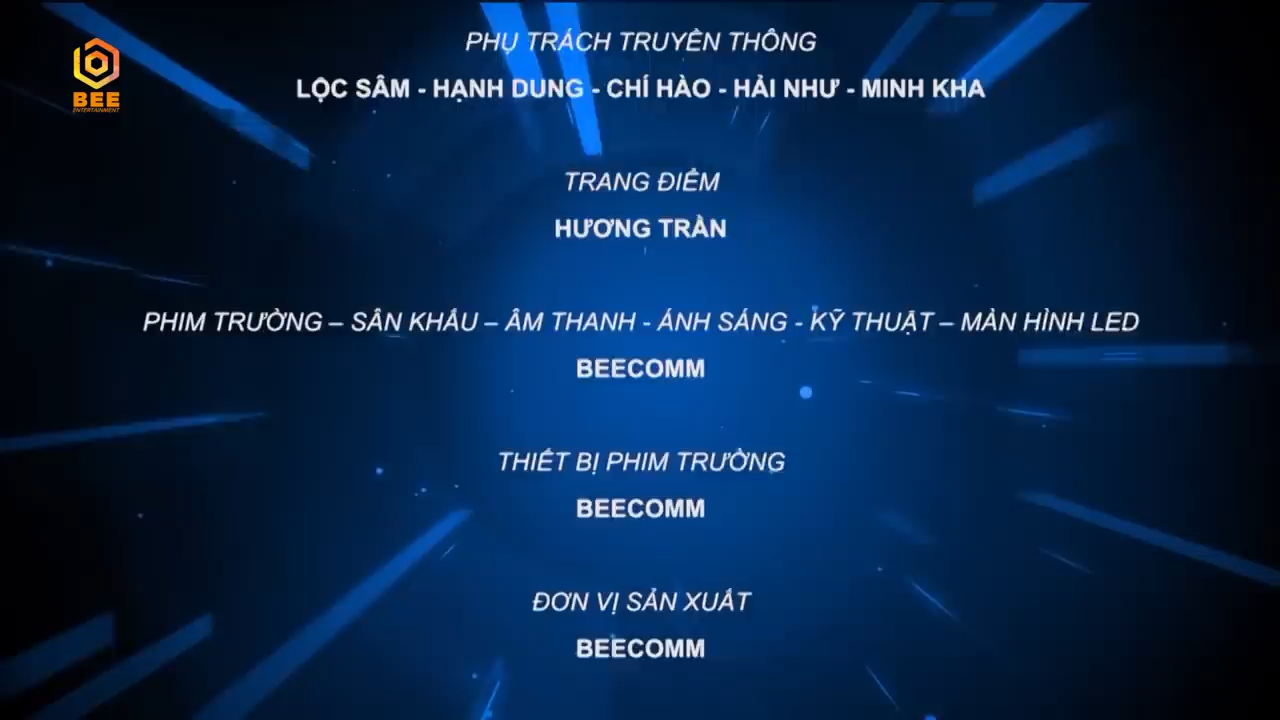 PHỤ TRÁCH TRUYỀN THÔNG
BEE
ENTERTAINMENT
LỘC SÂM - HẠNH DUNG - CHÍ HÀO - HẢI NHƯ - MINH KHA
TRANG ĐIỂM
HƯƠNG TRẦN
PHIM TRƯỜNG – SÂN KHẤU – ÂM THANH - ÁNH SÁNG - KỸ THUẬT – MÀN HÌNH LED
BEECOMM
THIẾT BỊ PHIM TRƯỜNG
BEECOMM
ĐƠN VỊ SẢN XUẤT
BEECOMM